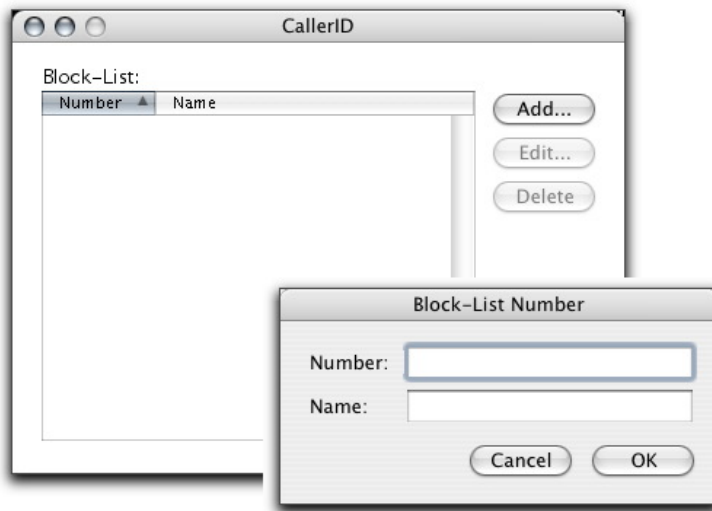 CallerID
Block-List:
Number Name
Add...
Edit...
Delete
Block-List Number
Number:
Name:
Cancel OK